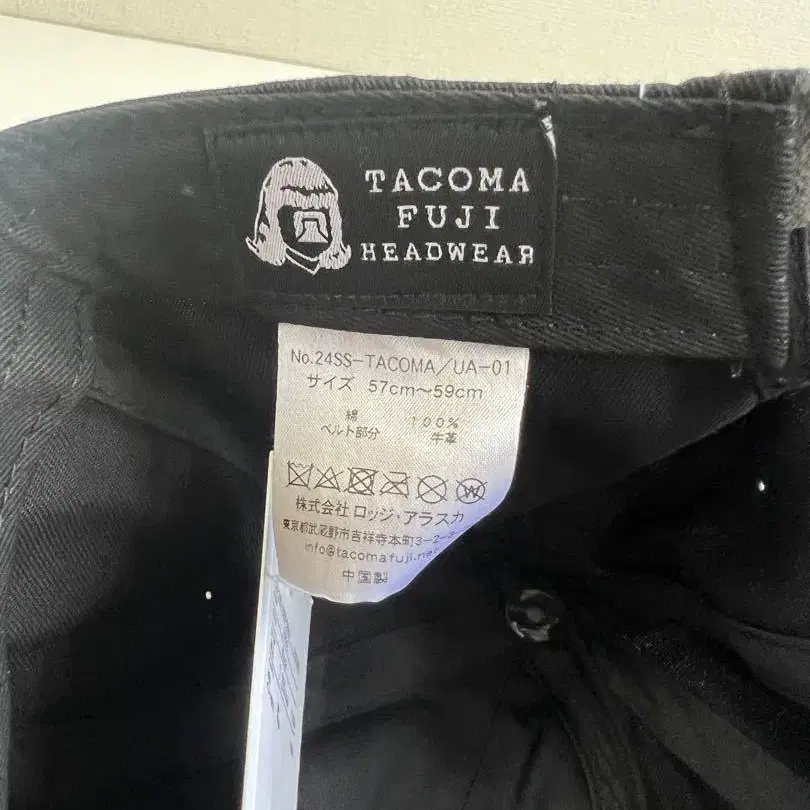 TACOMA
FUJI
HEADWEAR
No.24SS-TACOMA/UA-01
サイズ 57cm～59cm
綿 100%
ベルト部分 牛革
株式会社 ロッジ・アラスカ
東京都武蔵野市吉祥寺本町3-2-
info@tacomafuji.net
中国製